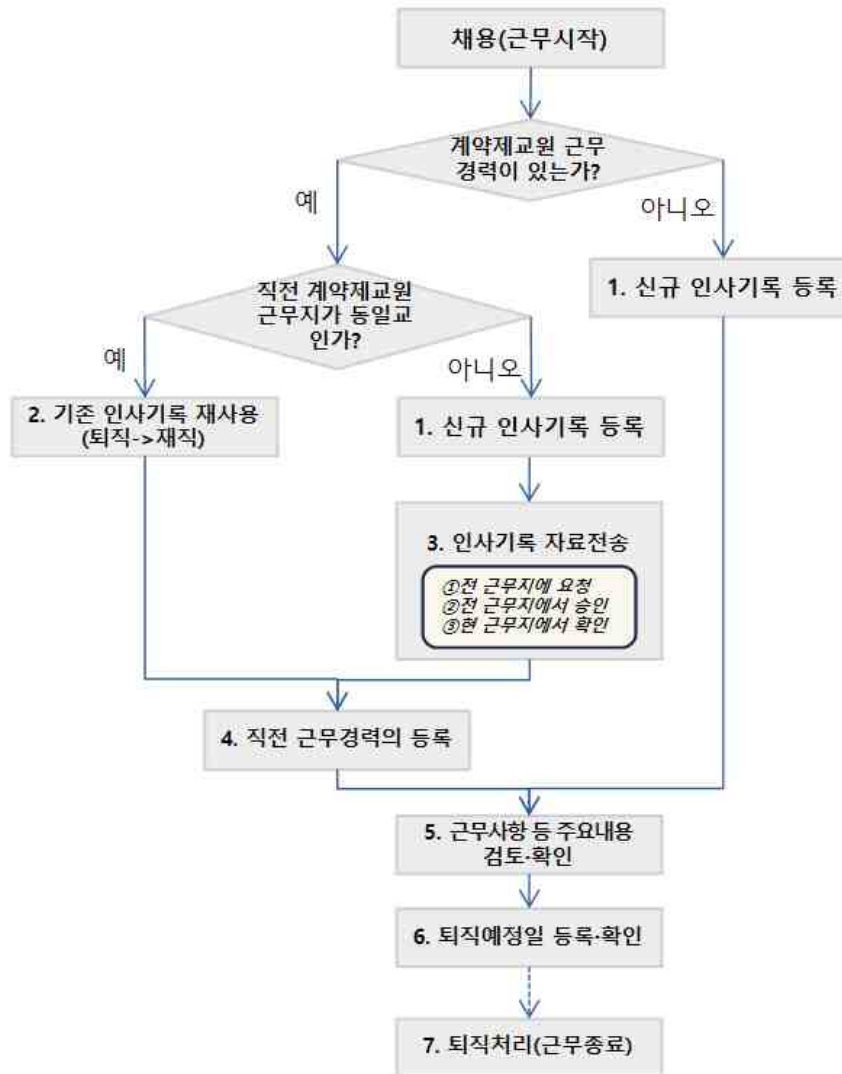 채용(근무시작)
계약제교원 근무
경력이 있는가?
예
아니오
직전 계약제교원
근무지가 동일교
인가?
1. 신규 인사기록 등록
예
아니오
2. 기존 인사기록 재사용
(퇴직->재직)
1. 신규 인사기록 등록
3. 인사기록 자료전송
①전 근무지에 요청
②전 근무지에서 승인
③현 근무지에서 확인
4. 직전 근무경력의 등록
5. 근무사항 등 주요내용
검토·확인
6. 퇴직예정일 등록·확인
7. 퇴직처리(근무종료)